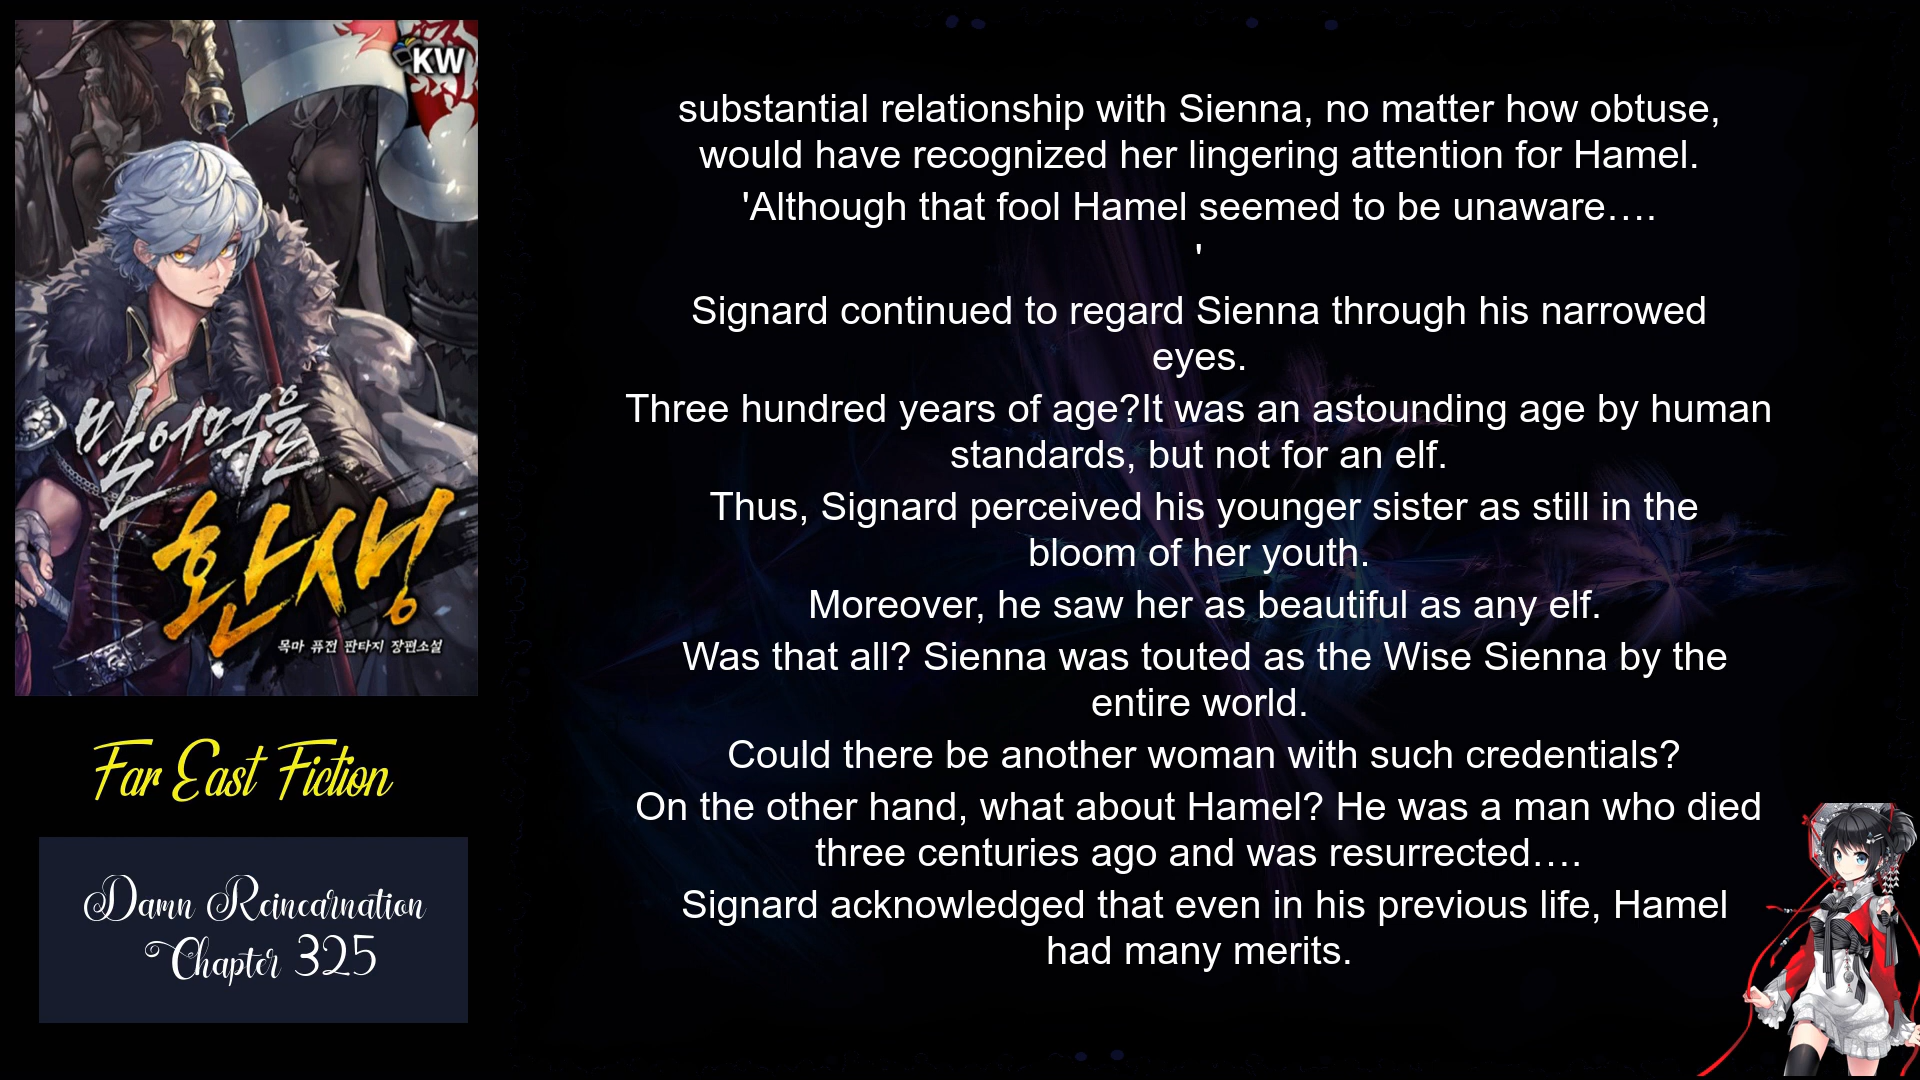 KW
빌어먹을
환생
목마 퓨전 판타지 장편소설
Far East Fiction
Damn Reincarnation
Chapter 325
substantial relationship with Sienna, no matter how obtuse,
would have recognized her lingering attention for Hamel.
'Although that fool Hamel seemed to be unaware….
'
Signard continued to regard Sienna through his narrowed
eyes.
Three hundred years of age?It was an astounding age by human
standards, but not for an elf.
Thus, Signard perceived his younger sister as still in the
bloom of her youth.
Moreover, he saw her as beautiful as any elf.
Was that all? Sienna was touted as the Wise Sienna by the
entire world.
Could there be another woman with such credentials?
On the other hand, what about Hamel? He was a man who died
three centuries ago and was resurrected….
Signard acknowledged that even in his previous life, Hamel
had many merits.